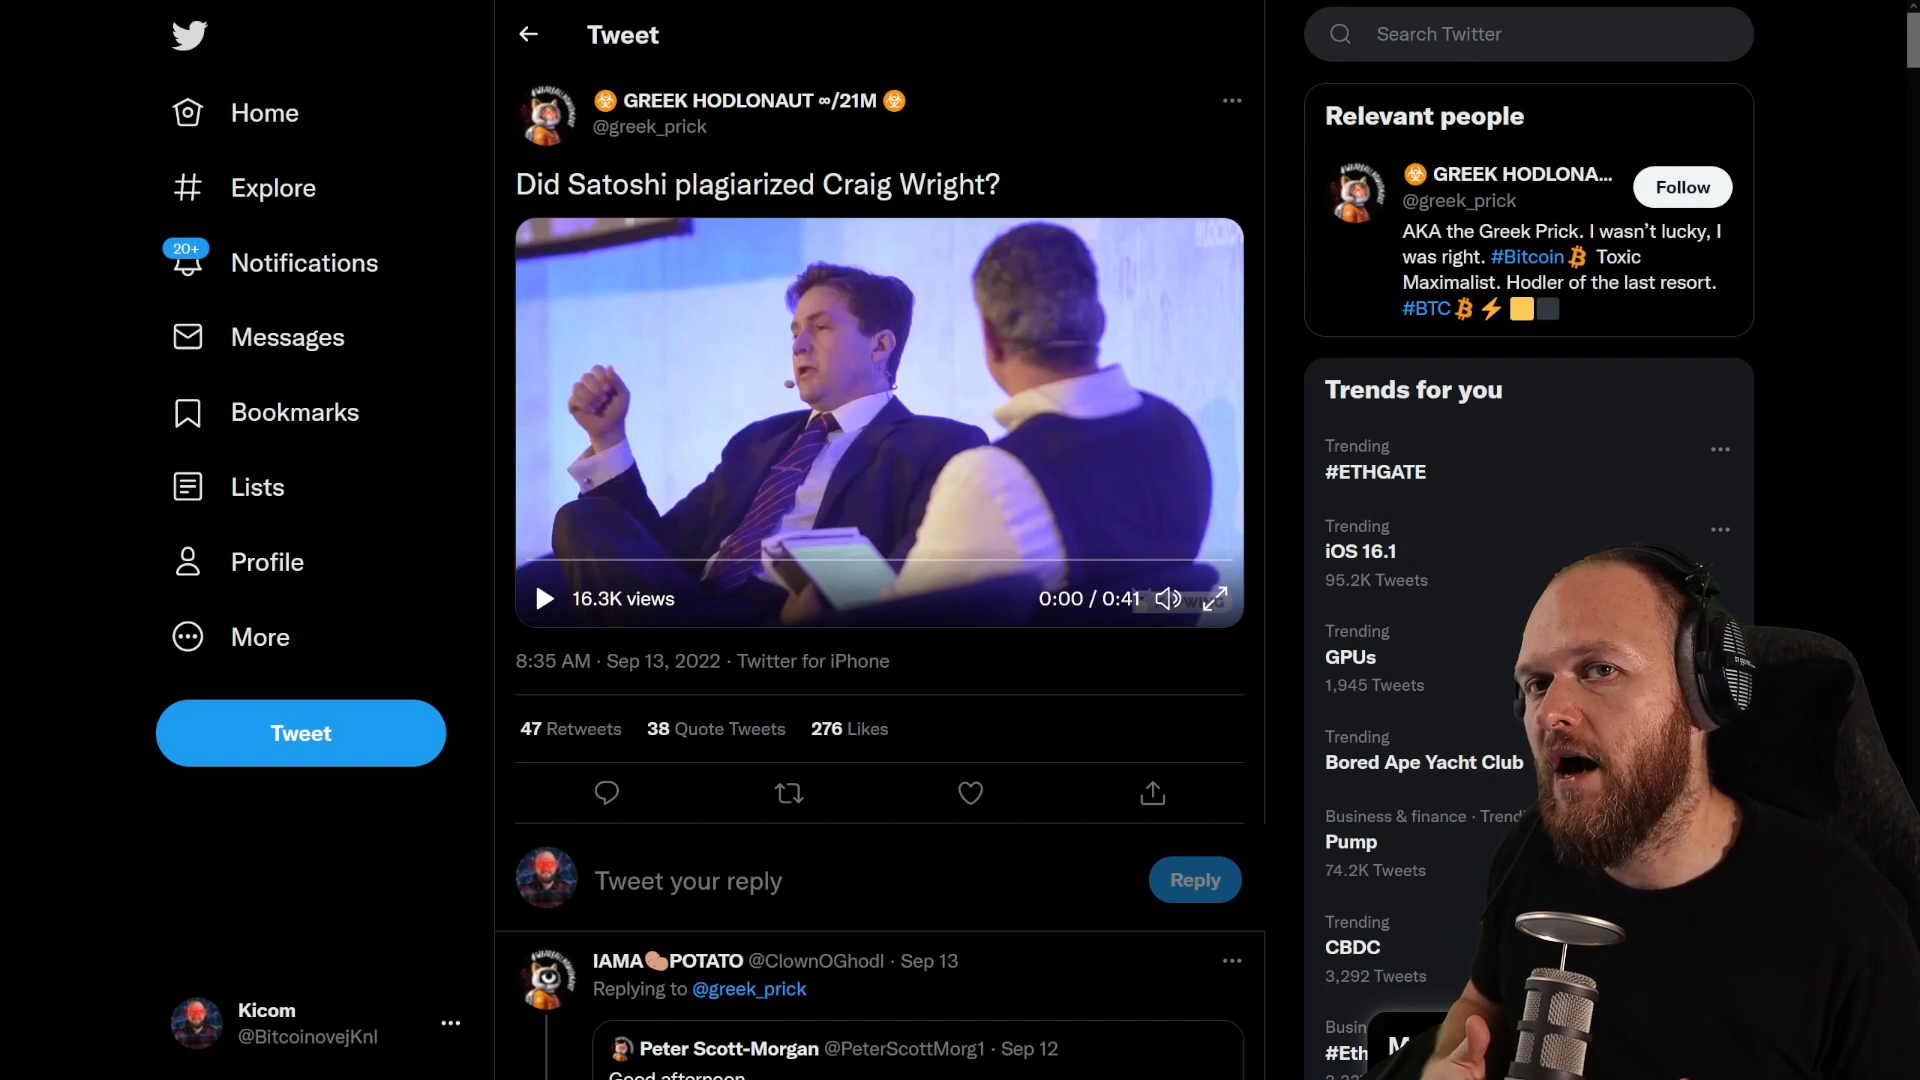 Home
Explore
20+
Notifications
Messages
Bookmarks
Lists
Profile
More
Tweet
Kicom
@BitcoinovejKnl
Tweet
GREEK HODLONAUT ∞/21M
@greek_prick
Did Satoshi plagiarized Craig Wright?
16.3K views
0:00 / 0:41
8:35 AM · Sep 13, 2022 · Twitter for iPhone
47 Retweets 38 Quote Tweets 276 Likes
Tweet your reply
Reply
IAMA🥔POTATO @ClownOGhodl · Sep 13
Replying to @greek_prick
Peter Scott-Morgan @PeterScottMorg1 · Sep 12
Good afternoon
Search Twitter
Relevant people
GREEK HODLONA...
@greek_prick
Follow
AKA the Greek Prick. I wasn’t lucky, I
was right. #Bitcoin Toxic
Maximalist. Hodler of the last resort.
#BTC
Trends for you
Trending
#ETHGATE
Trending
iOS 16.1
95.2K Tweets
Trending
GPUs
1,945 Tweets
Trending
Bored Ape Yacht Club
Business & finance · Trendi
Pump
74.2K Tweets
Trending
CBDC
3,292 Tweets
Busin
#Eth